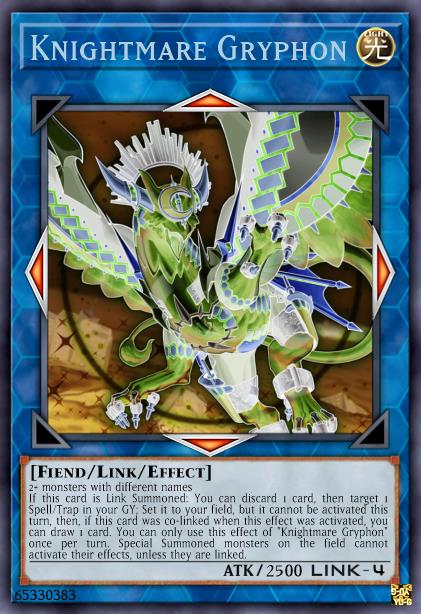 KNIGHTMARE GRYPHON
LIGHT
光
[FIEND/LINK/EFFECT]
2+ monsters with different names
If this card is Link Summoned: You can discard 1 card, then target 1
Spell/Trap in your GY; Set it to your field, but it cannot be activated this
turn, then, if this card was co-linked when this effect was activated, you
can draw 1 card. You can only use this effect of "Knightmare Gryphon"
once per turn. Special Summoned monsters on the field cannot
activate their effects, unless they are linked.
ATK/2500 LINK-4
65330383